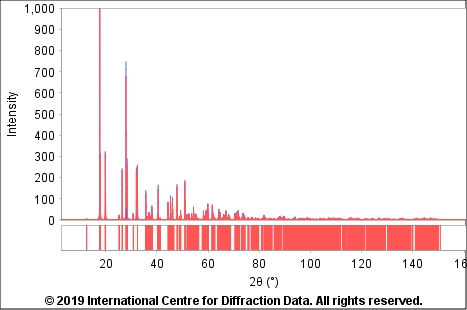 1,000
900
800
700
600
500
400
300
200
100
0
Intensity
20 40 60 80 100 120 140 16
2θ (°)
© 2019 International Centre for Diffraction Data. All rights reserved.